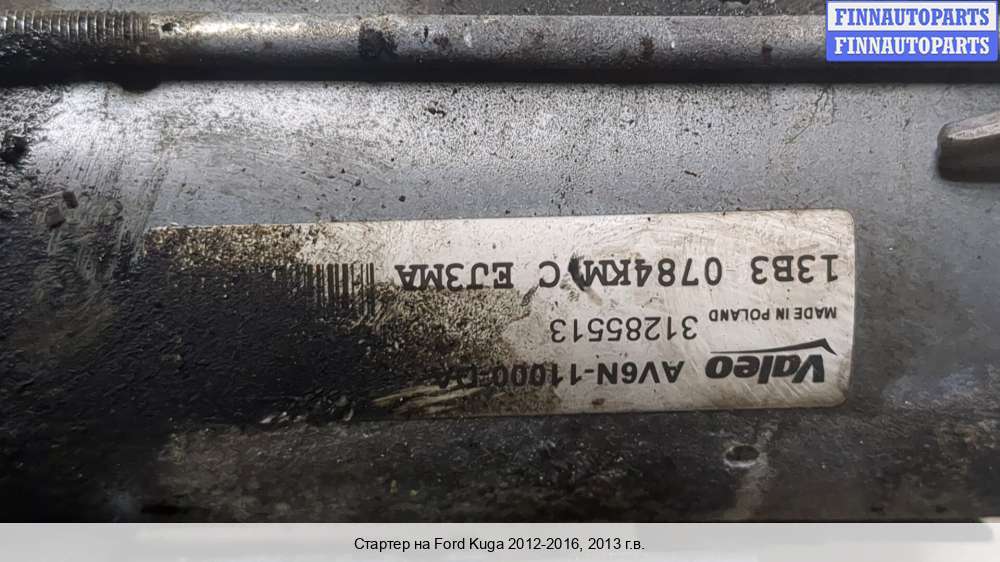 FINNAUTOPARTS
FINNAUTOPARTS
Valeo AV6N-11000-DA
31285513
MADE IN POLAND
13B3 0784KM\C EJ3MA
Стартер на Ford Kuga 2012-2016, 2013 г.в.